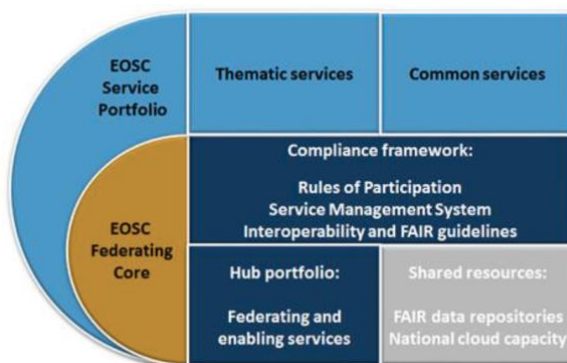 EOSC
Service
Portfolio
Thematic services
Common services
EOSC
Federating
Core
Compliance framework:
Rules of Participation
Service Management System
Interoperability and FAIR guidelines
Hub portfolio:
Federating and
enabling services
Shared resources:
FAIR data repositories
National cloud capacity